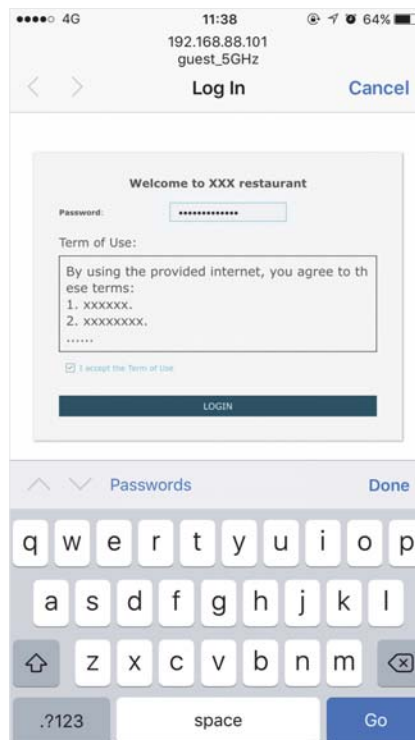 4G 11:38 64%
192.168.88.101
guest_5GHz
Log In Cancel
Welcome to XXX restaurant
Password: •••••••••••••
Term of Use:
By using the provided internet, you agree to th
ese terms:
1. xxxxxx.
2. xxxxxxxx.
......
I accept the Term of Use
LOGIN
Passwords Done
q w e r t y u i o p
a s d f g h j k l
z x c v b n m
.?123 space Go